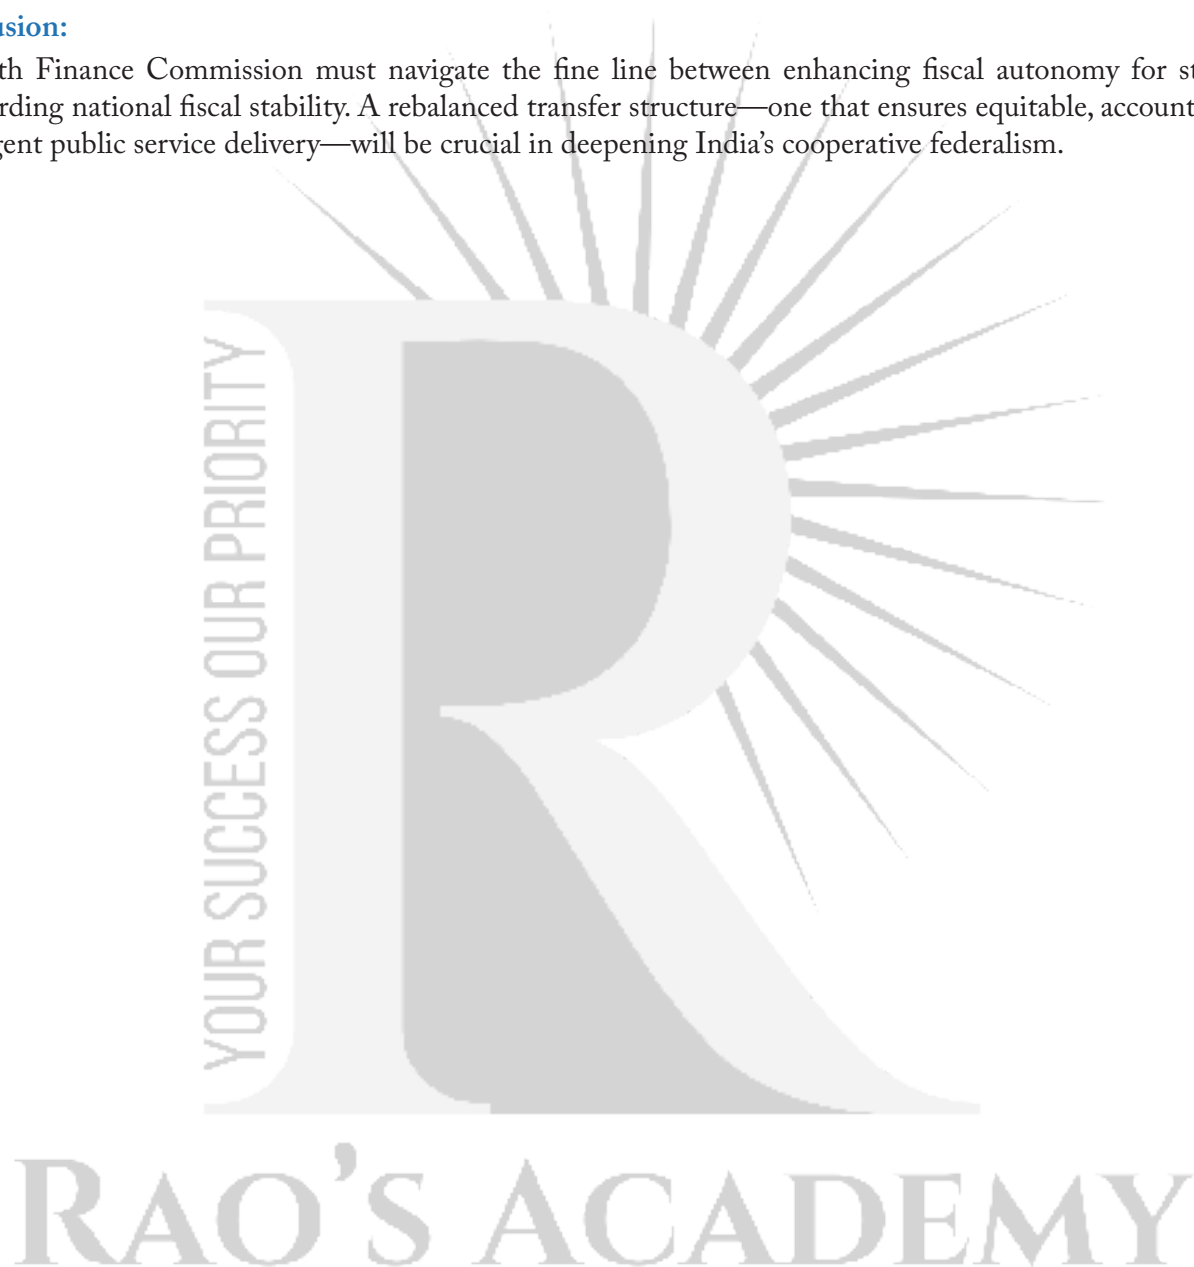 usion:
th Finance Commission must navigate the fine line between enhancing fiscal autonomy for st
rding national fiscal stability. A rebalanced transfer structure—one that ensures equitable, account
gent public service delivery—will be crucial in deepening India’s cooperative federalism.
YOUR SUCCESS OUR PRIORITY
RAO’S ACADEMY